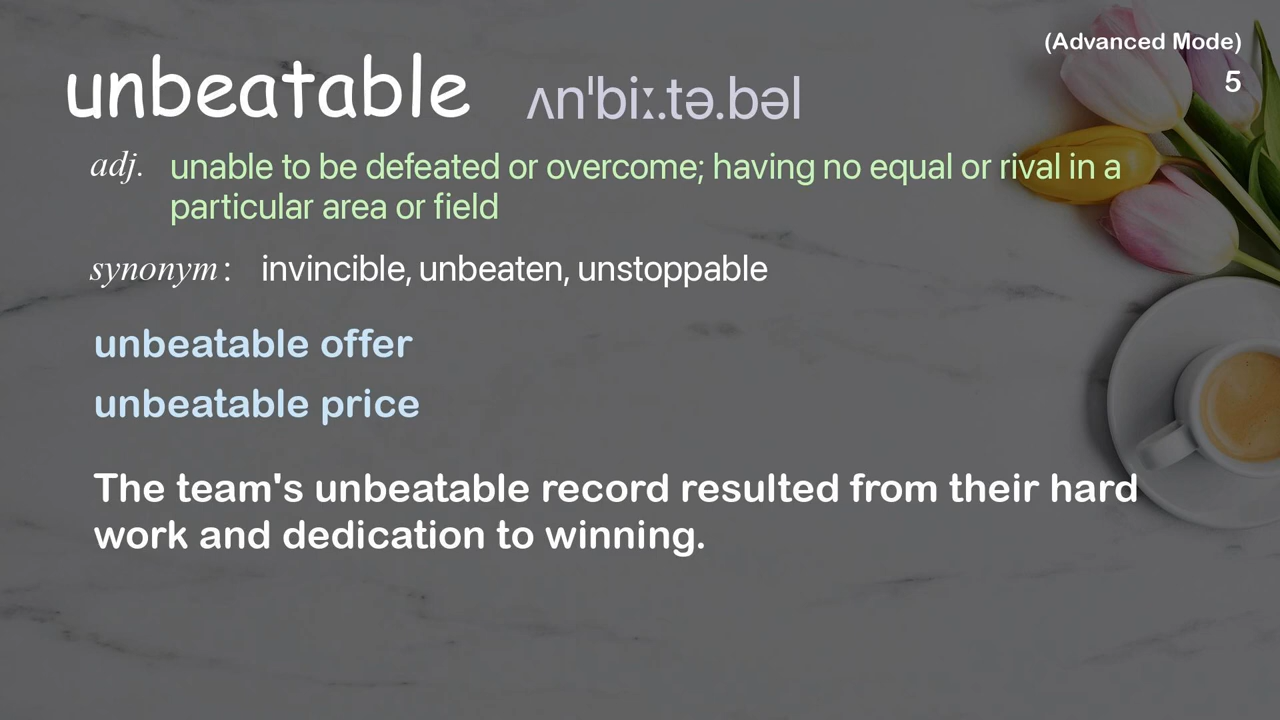 (Advanced Mode)
5
unbeatable ʌnˈbiː.tə.bəl
adj. unable to be defeated or overcome; having no equal or rival in a
particular area or field
synonym: invincible, unbeaten, unstoppable
unbeatable offer
unbeatable price
The team's unbeatable record resulted from their hard
work and dedication to winning.